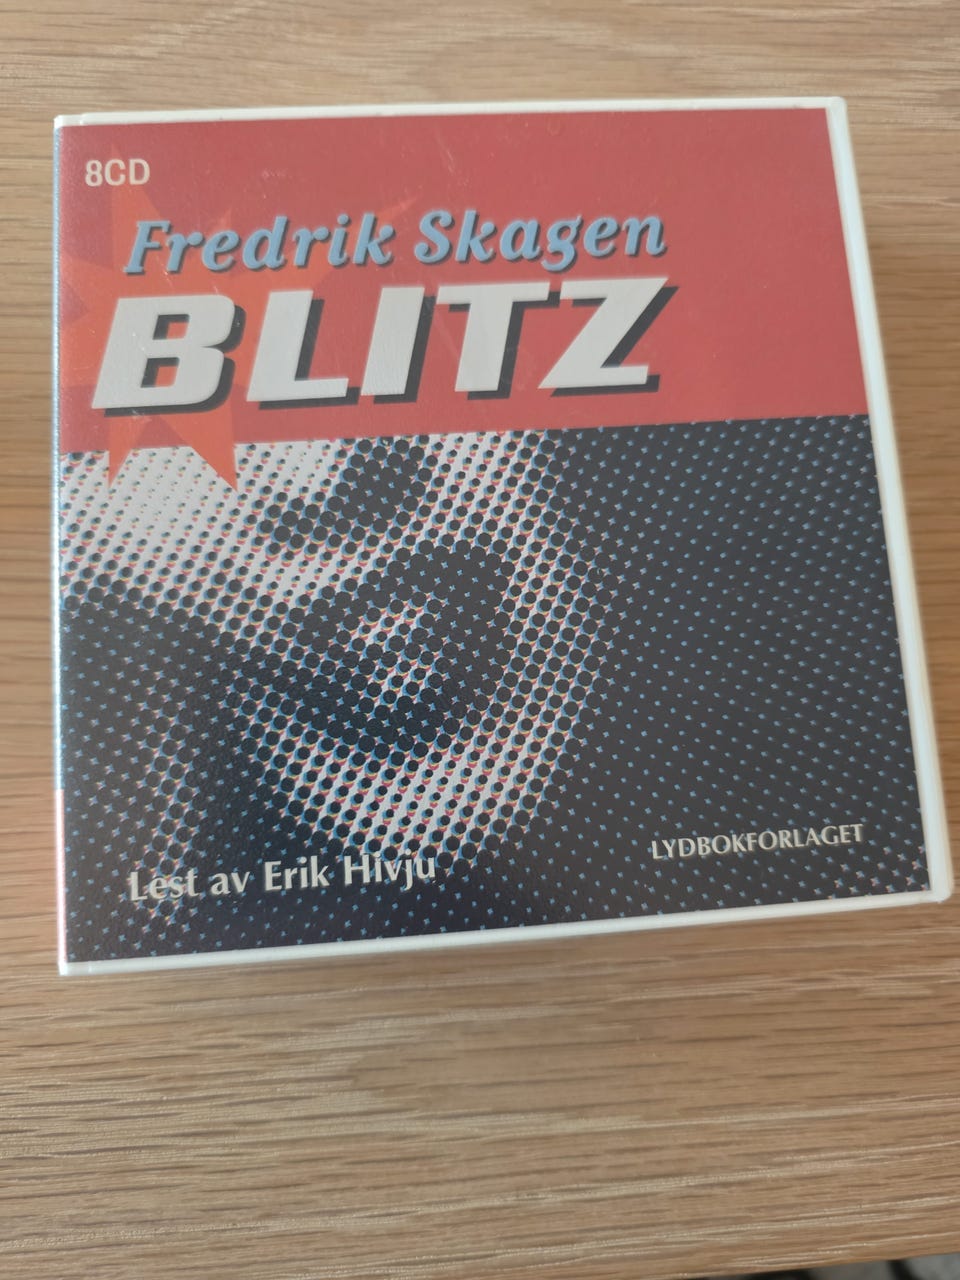 8CD
Fredrik Skagen
BLITZ
Lest av Erik Hivju
LYDBOKFORLAGET